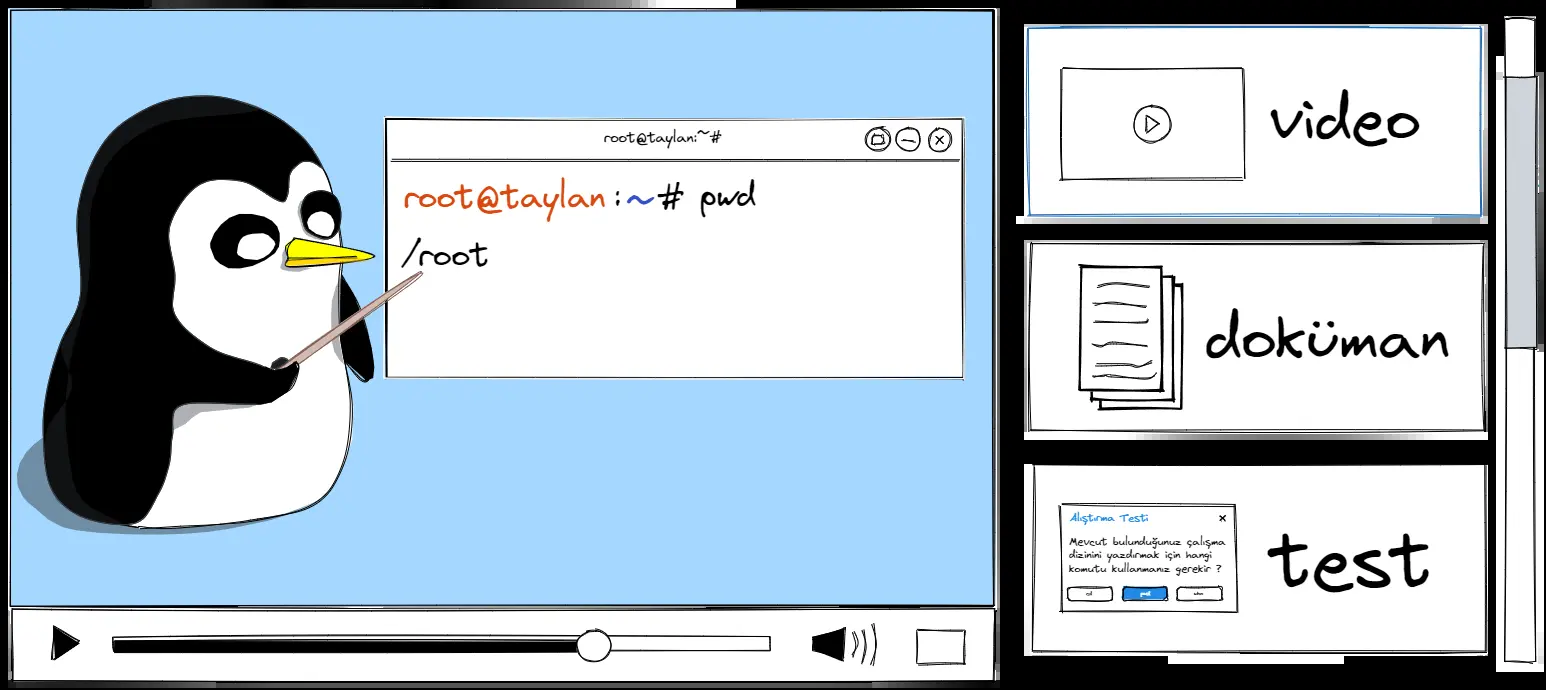 root@taylan:~#
root@taylan:~# pwd
/root
video
doküman
Alıştırma Testi
Mevcut bulunduğunuz çalışma
dizinini yazdırmak için hangi
komutu kullanmanız gerekir ?
cd
pwd
test